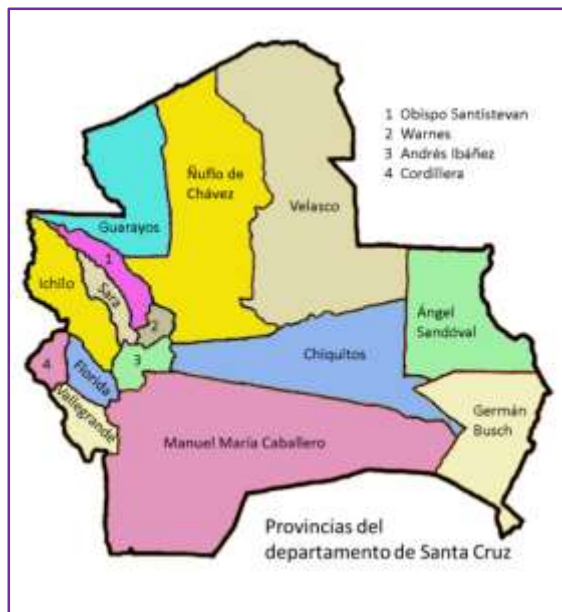 1 Obispo Santistevan
2 Warnes
3 Andrés Ibáñez
4 Cordillera
Ñuflo de
Chávez
Velasco
Guarayos
1
Ichilo
Sara
2
Ángel
Sandóval
3
Chiquitos
4
Florida
Vallegrande
Germán
Busch
Manuel María Caballero
Provincias del
departamento de Santa Cruz